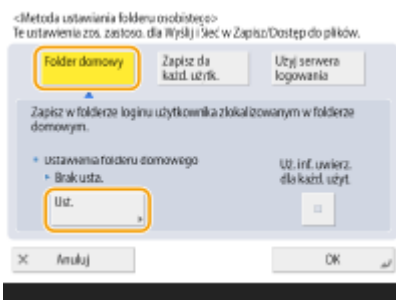 <Metoda ustawiania folderu osobistego>
Te ustawienia zos. zastoso. dla Wyślij i Sieć w Zapisz/Dostęp do plików.
Folder domowy
Zapisz da
każd. użytk.
Użyj serwera
logowania
Zapisz w folderze loginu użytkownika zlokalizowanym w folderze
domowym.
Ustawienia folderu domowego
Brak usta.
Ust.
Uż. inf. uwierz.
dla każd. użyt.
Anuluj
OK